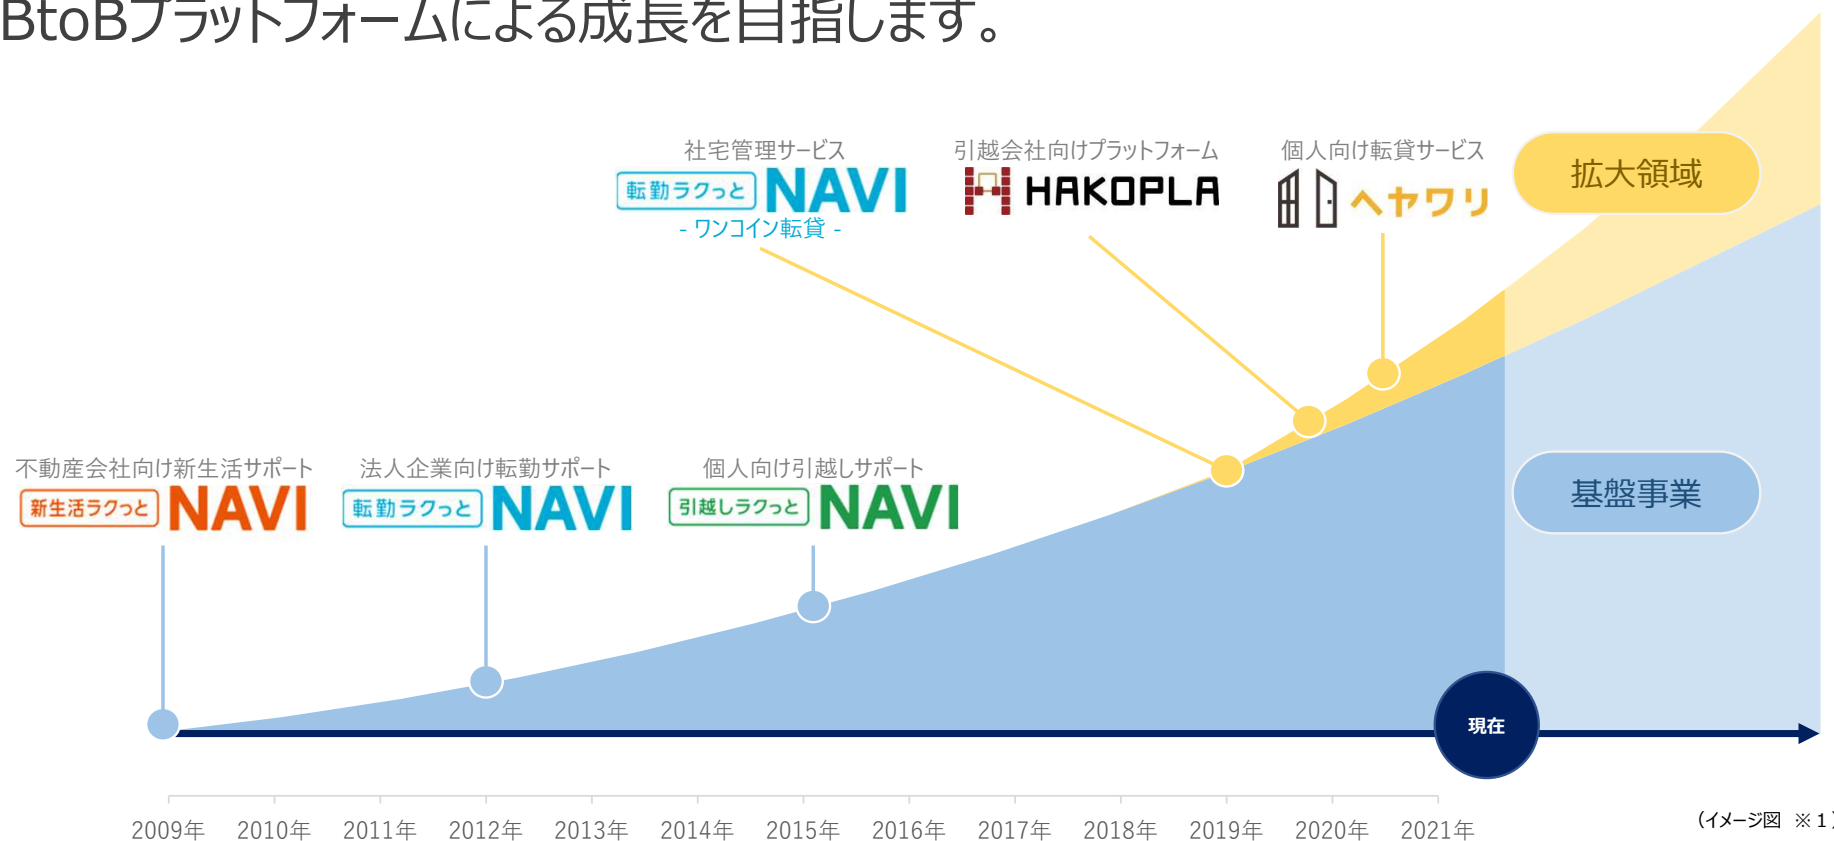 BtoBプラットフォームによる成長を目指します。
社宅管理サービス
転勤ラクっと NAVI
- ワンコイン転貸 -
引越会社向けプラットフォーム
HAKOPLA
個人向け転貸サービス
ヘヤワリ
拡大領域
不動産会社向け新生活サポート
新生活ラクっと NAVI
法人企業向け転勤サポート
転勤ラクっと NAVI
個人向け引越しサポート
引越しラクっと NAVI
基盤事業
現在
2009年 2010年 2011年 2012年 2013年 2014年 2015年 2016年 2017年 2018年 2019年 2020年 2021年
（イメージ図 ※１）